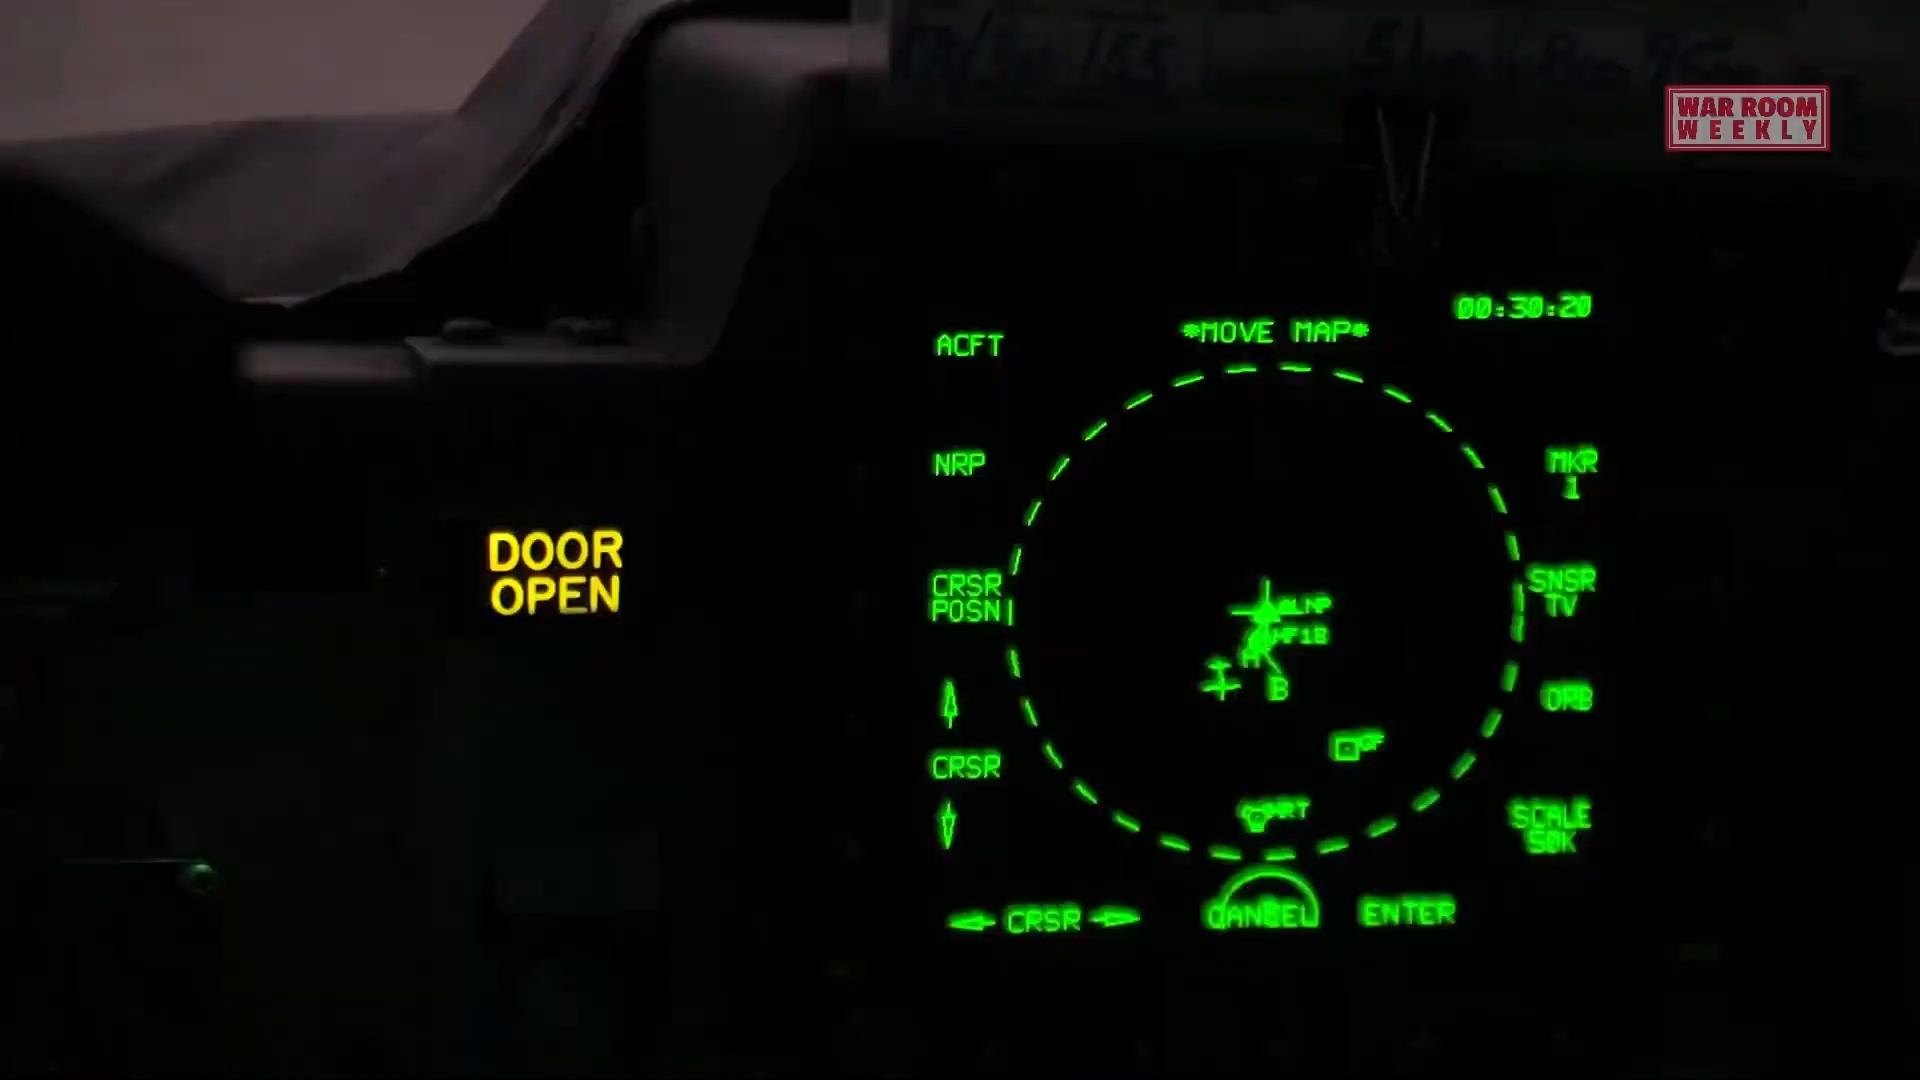 WAR ROOM
WEEKLY
00:30:20
*MOVE MAP*
ACFT
NRP
MKR
1
DOOR
OPEN
CRSR
POSN
SNSR
TV
B
ORB
CRSR
SCALE
50K
CRSR
CANCEL
ENTER